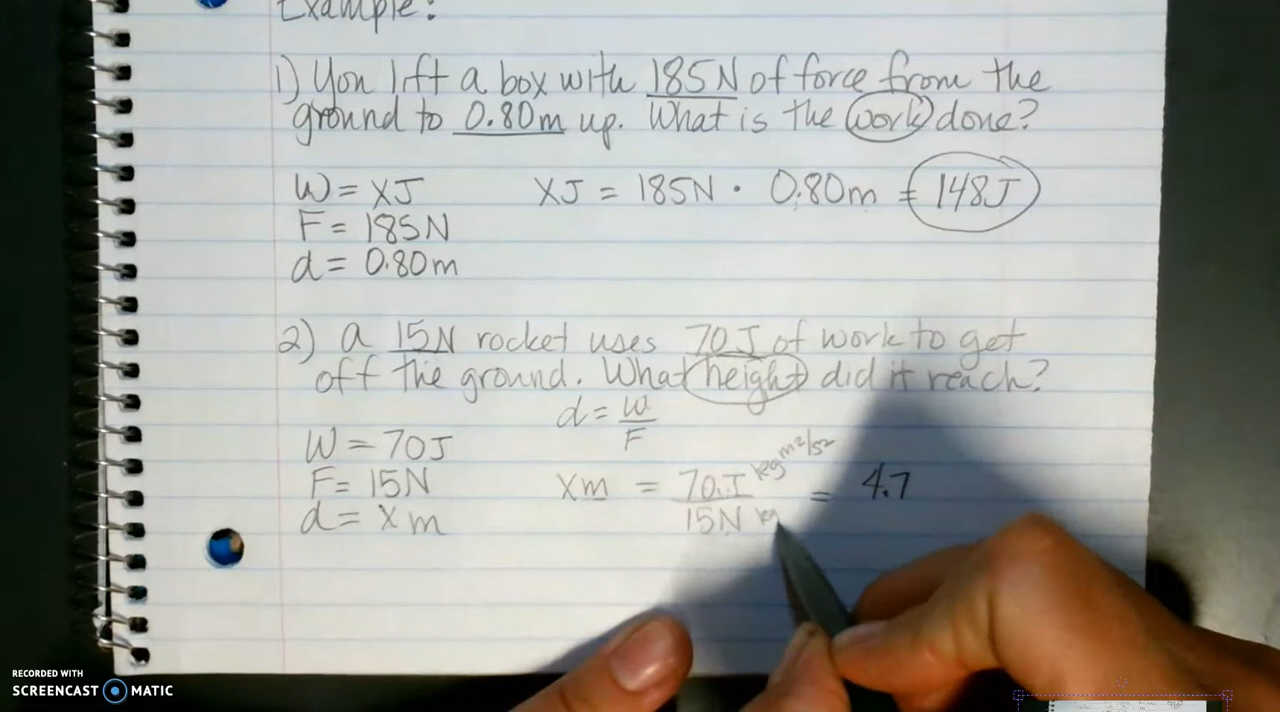 Example:
1) You lift a box with 185N of force from the
ground to 0.80m up. What is the work done?
W = XJ
XJ = 185N · 0.80m = 148J
F = 185N
d = 0.80m
2) a 15N rocket uses 70J of work to get
off the ground. What height did it reach?
d = W/F
W = 70J
F = 15N
d = X m
Xm = 70J kgm²/s² / 15N kg = 4.7
RECORDED WITH
SCREENCAST MATIC